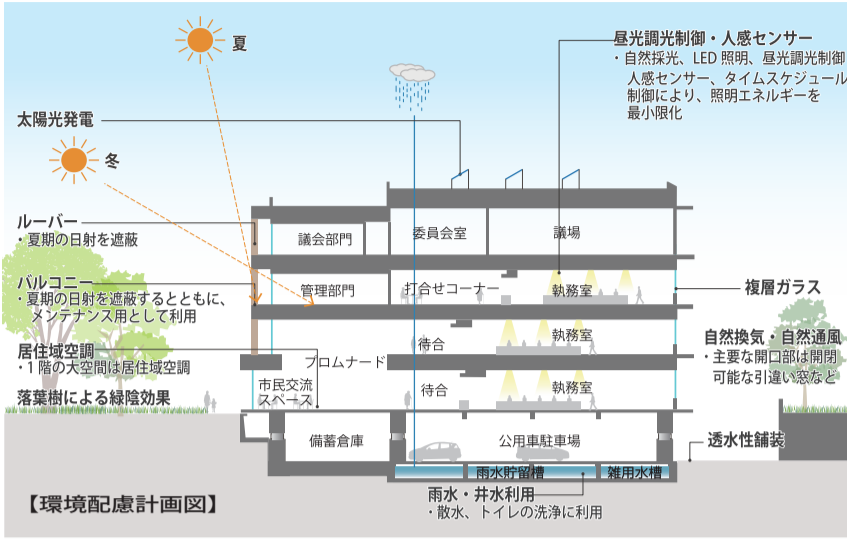 夏
昼光調光制御・人感センサー
・自然採光、LED 照明、昼光調光制御
人感センサー、タイムスケジュール
制御により、照明エネルギーを
最小限化
太陽光発電
冬
ルーバー
・夏期の日射を遮蔽
議会部門
委員会室
議場
バルコニー
・夏期の日射を遮蔽するとともに、
メンテナンス用として利用
管理部門
打合せコーナー
執務室
複層ガラス
居住域空調
・1 階の大空間は居住域空調
プロムナード
待合
執務室
自然換気・自然通風
・主要な開口部は開閉
可能な引違い窓など
落葉樹による緑陰効果
市民交流
スペース
待合
執務室
備蓄倉庫
公用車駐車場
透水性舗装
雨水貯留槽
雑用水槽
雨水・井水利用
・散水、トイレの洗浄に利用
【環境配慮計画図】